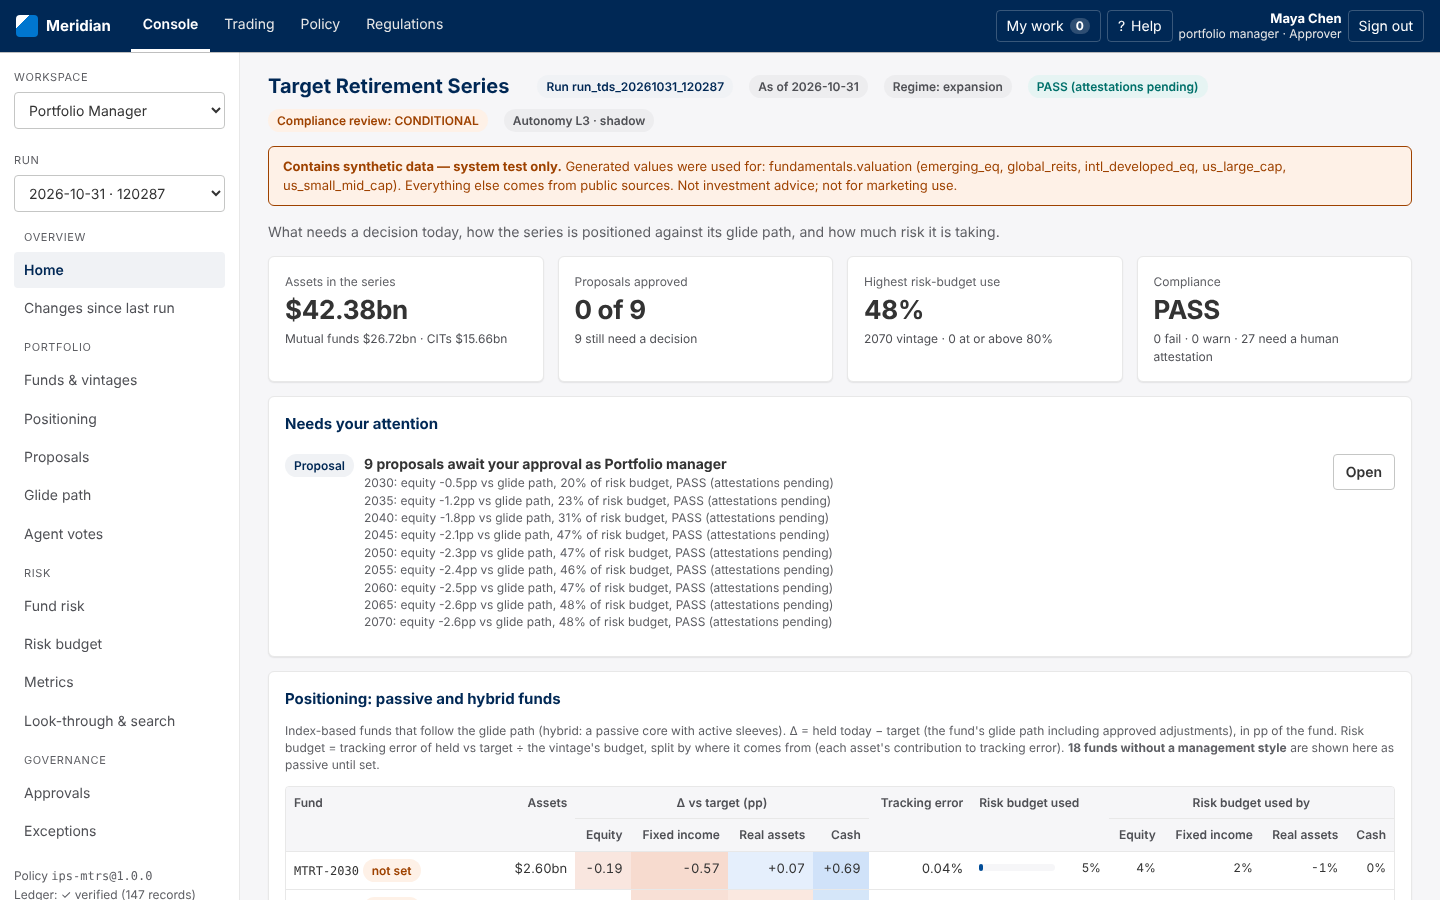 Meridian
Console Trading Policy Regulations
My work 0 ? Help
Maya Chen
portfolio manager · Approver
Sign out
WORKSPACE
Portfolio Manager
RUN
2026-10-31 · 120287
OVERVIEW
Home
Changes since last run
PORTFOLIO
Funds & vintages
Positioning
Proposals
Glide path
Agent votes
RISK
Fund risk
Risk budget
Metrics
Look-through & search
GOVERNANCE
Approvals
Exceptions
Policy ips-mtrs@1.0.0
Ledger: ✓ verified (147 records)
Target Retirement Series Run run_tds_20261031_120287 As of 2026-10-31 Regime: expansion PASS (attestations pending)
Compliance review: CONDITIONAL Autonomy L3 · shadow
Contains synthetic data — system test only. Generated values were used for: fundamentals.valuation (emerging_eq, global_reits, intl_developed_eq, us_large_cap,
us_small_mid_cap). Everything else comes from public sources. Not investment advice; not for marketing use.
What needs a decision today, how the series is positioned against its glide path, and how much risk it is taking.
Assets in the series
$42.38bn
Mutual funds $26.72bn · CITs $15.66bn
Proposals approved
0 of 9
9 still need a decision
Highest risk-budget use
48%
2070 vintage · 0 at or above 80%
Compliance
PASS
0 fail · 0 warn · 27 need a human
attestation
Needs your attention
Proposal 9 proposals await your approval as Portfolio manager
Open
2030: equity -0.5pp vs glide path, 20% of risk budget, PASS (attestations pending)
2035: equity -1.2pp vs glide path, 23% of risk budget, PASS (attestations pending)
2040: equity -1.8pp vs glide path, 31% of risk budget, PASS (attestations pending)
2045: equity -2.1pp vs glide path, 47% of risk budget, PASS (attestations pending)
2050: equity -2.3pp vs glide path, 47% of risk budget, PASS (attestations pending)
2055: equity -2.4pp vs glide path, 46% of risk budget, PASS (attestations pending)
2060: equity -2.5pp vs glide path, 47% of risk budget, PASS (attestations pending)
2065: equity -2.6pp vs glide path, 48% of risk budget, PASS (attestations pending)
2070: equity -2.6pp vs glide path, 48% of risk budget, PASS (attestations pending)
Positioning: passive and hybrid funds
Index-based funds that follow the glide path (hybrid: a passive core with active sleeves). Δ = held today − target (the fund's glide path including approved adjustments), in pp of the fund. Risk
budget = tracking error of held vs target ÷ the vintage's budget, split by where it comes from (each asset's contribution to tracking error). 18 funds without a management style are shown here as
passive until set.
Fund Assets Δ vs target (pp) Tracking error Risk budget used Risk budget used by
Equity Fixed income Real assets Cash Equity Fixed income Real assets Cash
MTRT-2030 not set $2.60bn -0.19 -0.57 +0.07 +0.69 0.04% 5% 4% 2% -1% 0%